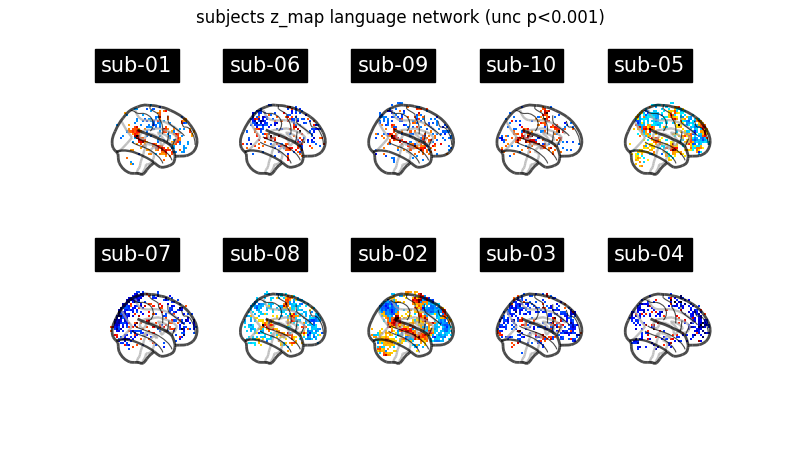 subjects z_map language network (unc p<0.001)
sub-01
sub-06
sub-09
sub-10
sub-05
sub-07
sub-08
sub-02
sub-03
sub-04